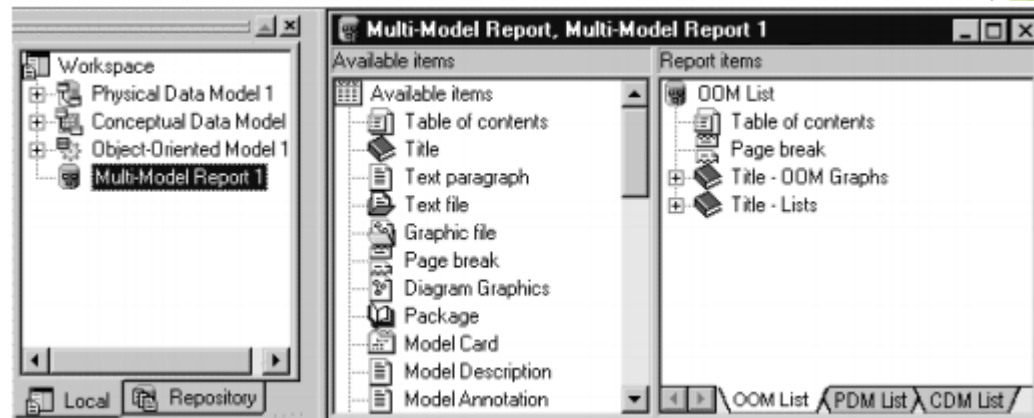 Workspace
Physical Data Model 1
Conceptual Data Model
Object-Oriented Model 1
Multi-Model Report 1
Local
Repository
Multi-Model Report, Multi-Model Report 1
Available items
Available items
Table of contents
Title
Text paragraph
Text file
Graphic file
Page break
Diagram Graphics
Package
Model Card
Model Description
Model Annotation
Report items
OOM List
Table of contents
Page break
Title - OOM Graphs
Title - Lists
OOM List
PDM List
CDM List